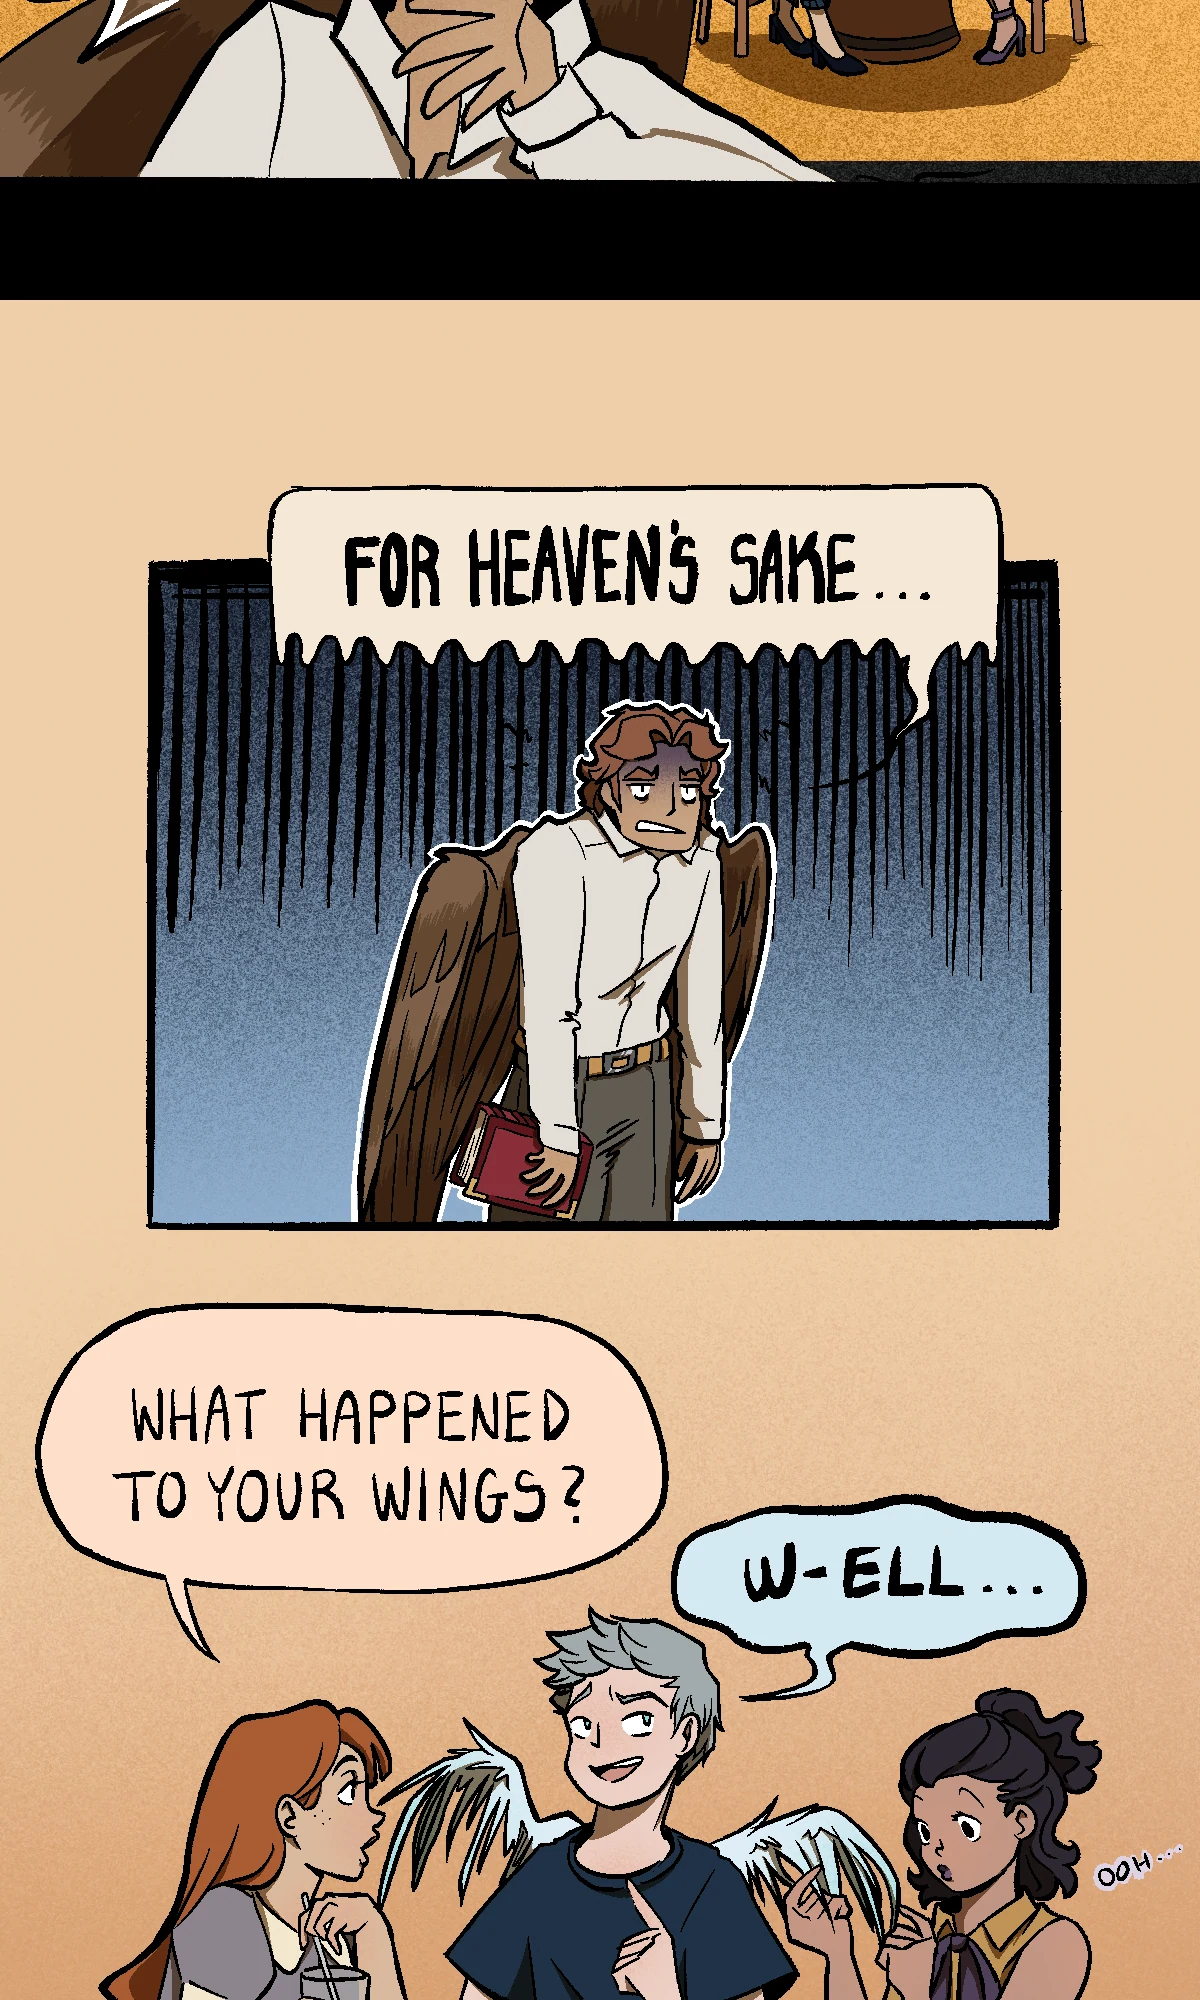 FOR HEAVEN'S SAKE...
WHAT HAPPENED
TO YOUR WINGS?
W-ELL...
OOH...